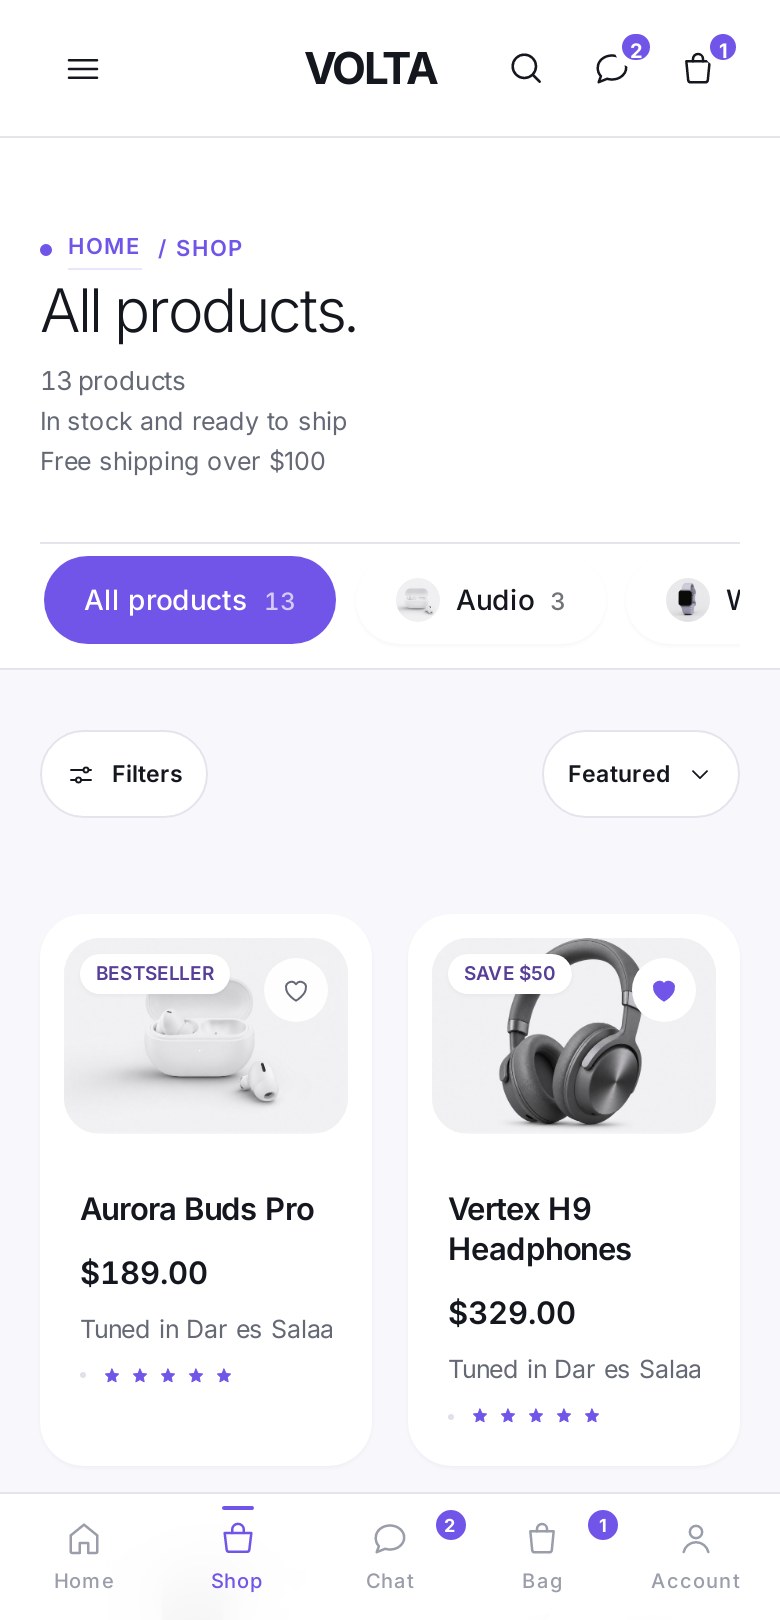 VOLTA
2
1
HOME / SHOP
All products.
13 products
In stock and ready to ship
Free shipping over $100
All products 13
Audio 3
Filters
Featured
BESTSELLER
SAVE $50
Aurora Buds Pro
$189.00
Tuned in Dar es Salaa
Vertex H9
Headphones
$329.00
Tuned in Dar es Salaa
Home
Shop
Chat 2
Bag 1
Account